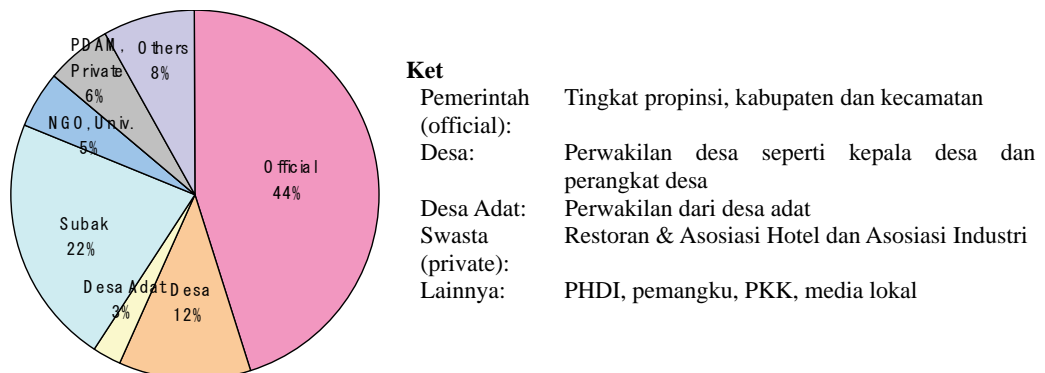 PDAM,
Private
6%
Others
8%
NGO,Univ.
5%
Official
44%
Subak
22%
Desa Adat
3%
Desa
12%
Ket
Pemerintah (official): Tingkat propinsi, kabupaten dan kecamatan
Desa: Perwakilan desa seperti kepala desa dan
perangkat desa
Desa Adat: Perwakilan dari desa adat
Swasta (private): Restoran & Asosiasi Hotel dan Asosiasi Industri
Lainnya: PHDI, pemangku, PKK, media lokal